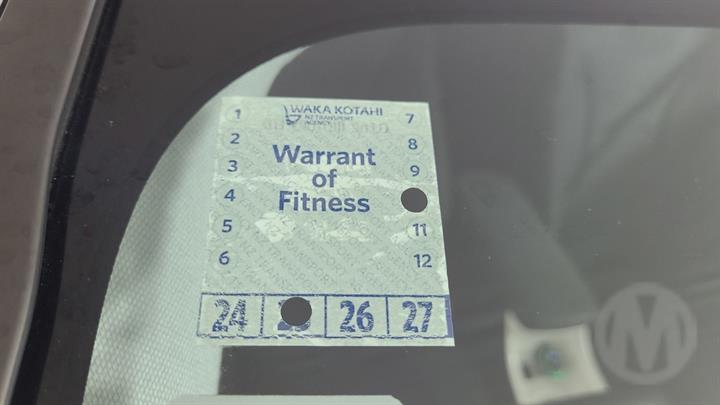 WAKA KOTAHI
NZ TRANSPORT
AGENCY
Warrant
of
Fitness
1
2
3
4
5
6
7
8
9
11
12
24
26
27
M